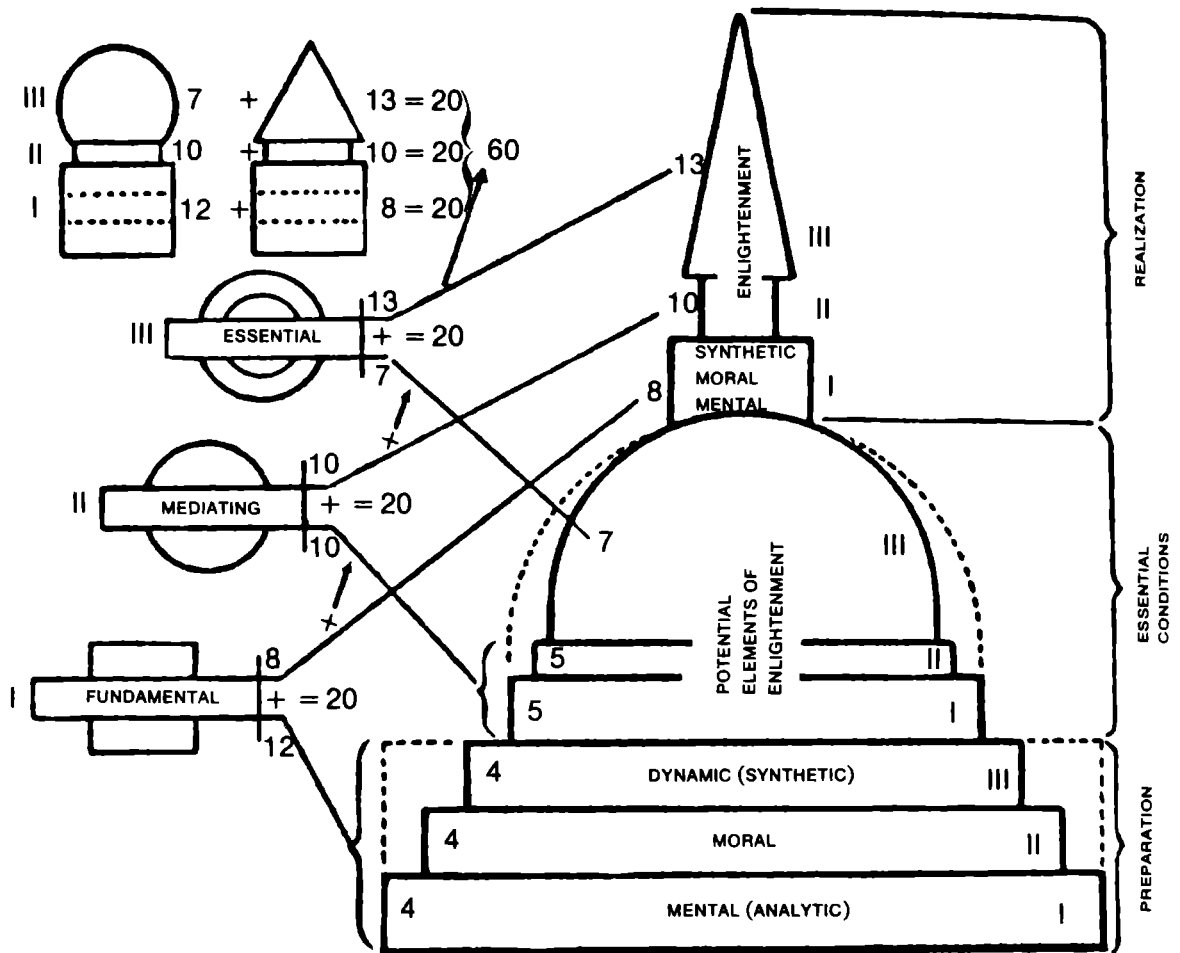 III 7 + 13 = 20
II 10 + 10 = 20 60
I 12 + 8 = 20
13
ENLIGHTENMENT
III
REALIZATION
III ESSENTIAL 13
+ = 20
7
10
II
SYNTHETIC
MORAL
MENTAL
8
I
+
II MEDIATING 10
+ = 20
10
7
III
POTENTIAL
ELEMENTS OF
ENLIGHTENMENT
ESSENTIAL
CONDITIONS
+
5 II
I FUNDAMENTAL 8
+ = 20
12
5 I
4 DYNAMIC (SYNTHETIC) III
4 MORAL II
4 MENTAL (ANALYTIC) I
PREPARATION